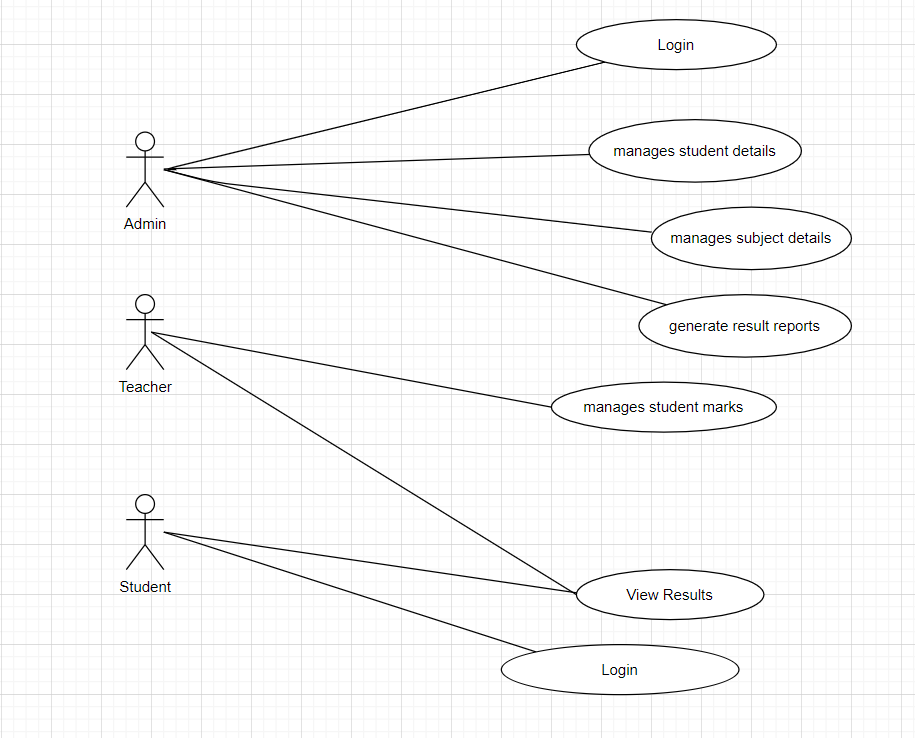 Login
manages student details
Admin
manages subject details
generate result reports
Teacher
manages student marks
Student
View Results
Login